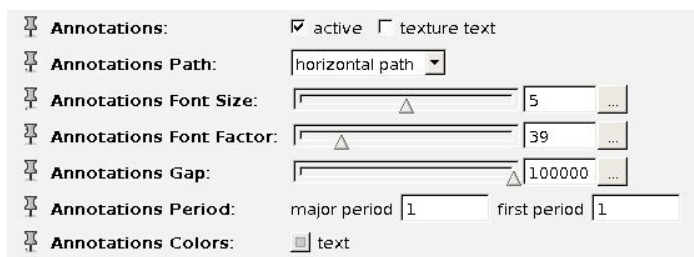 Annotations: active texture text
Annotations Path: horizontal path
Annotations Font Size: 5 ...
Annotations Font Factor: 39 ...
Annotations Gap: 100000 ...
Annotations Period: major period 1 first period 1
Annotations Colors: text